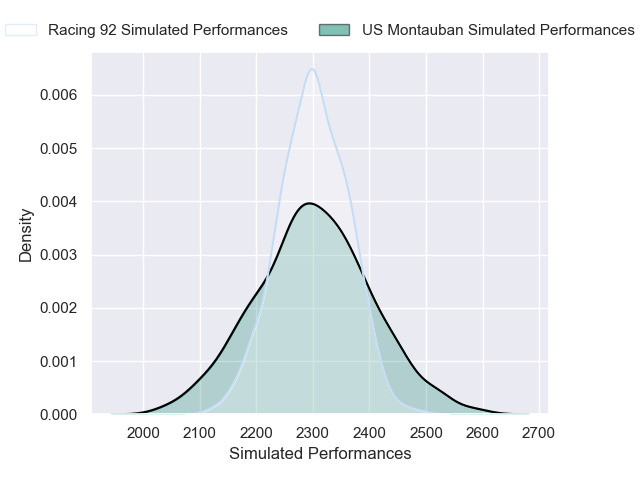 Racing 92 Simulated Performances US Montauban Simulated Performances
0.006
0.005
0.004
0.003
0.002
0.001
0.000
Density
2000 2100 2200 2300 2400 2500 2600 2700
Simulated Performances